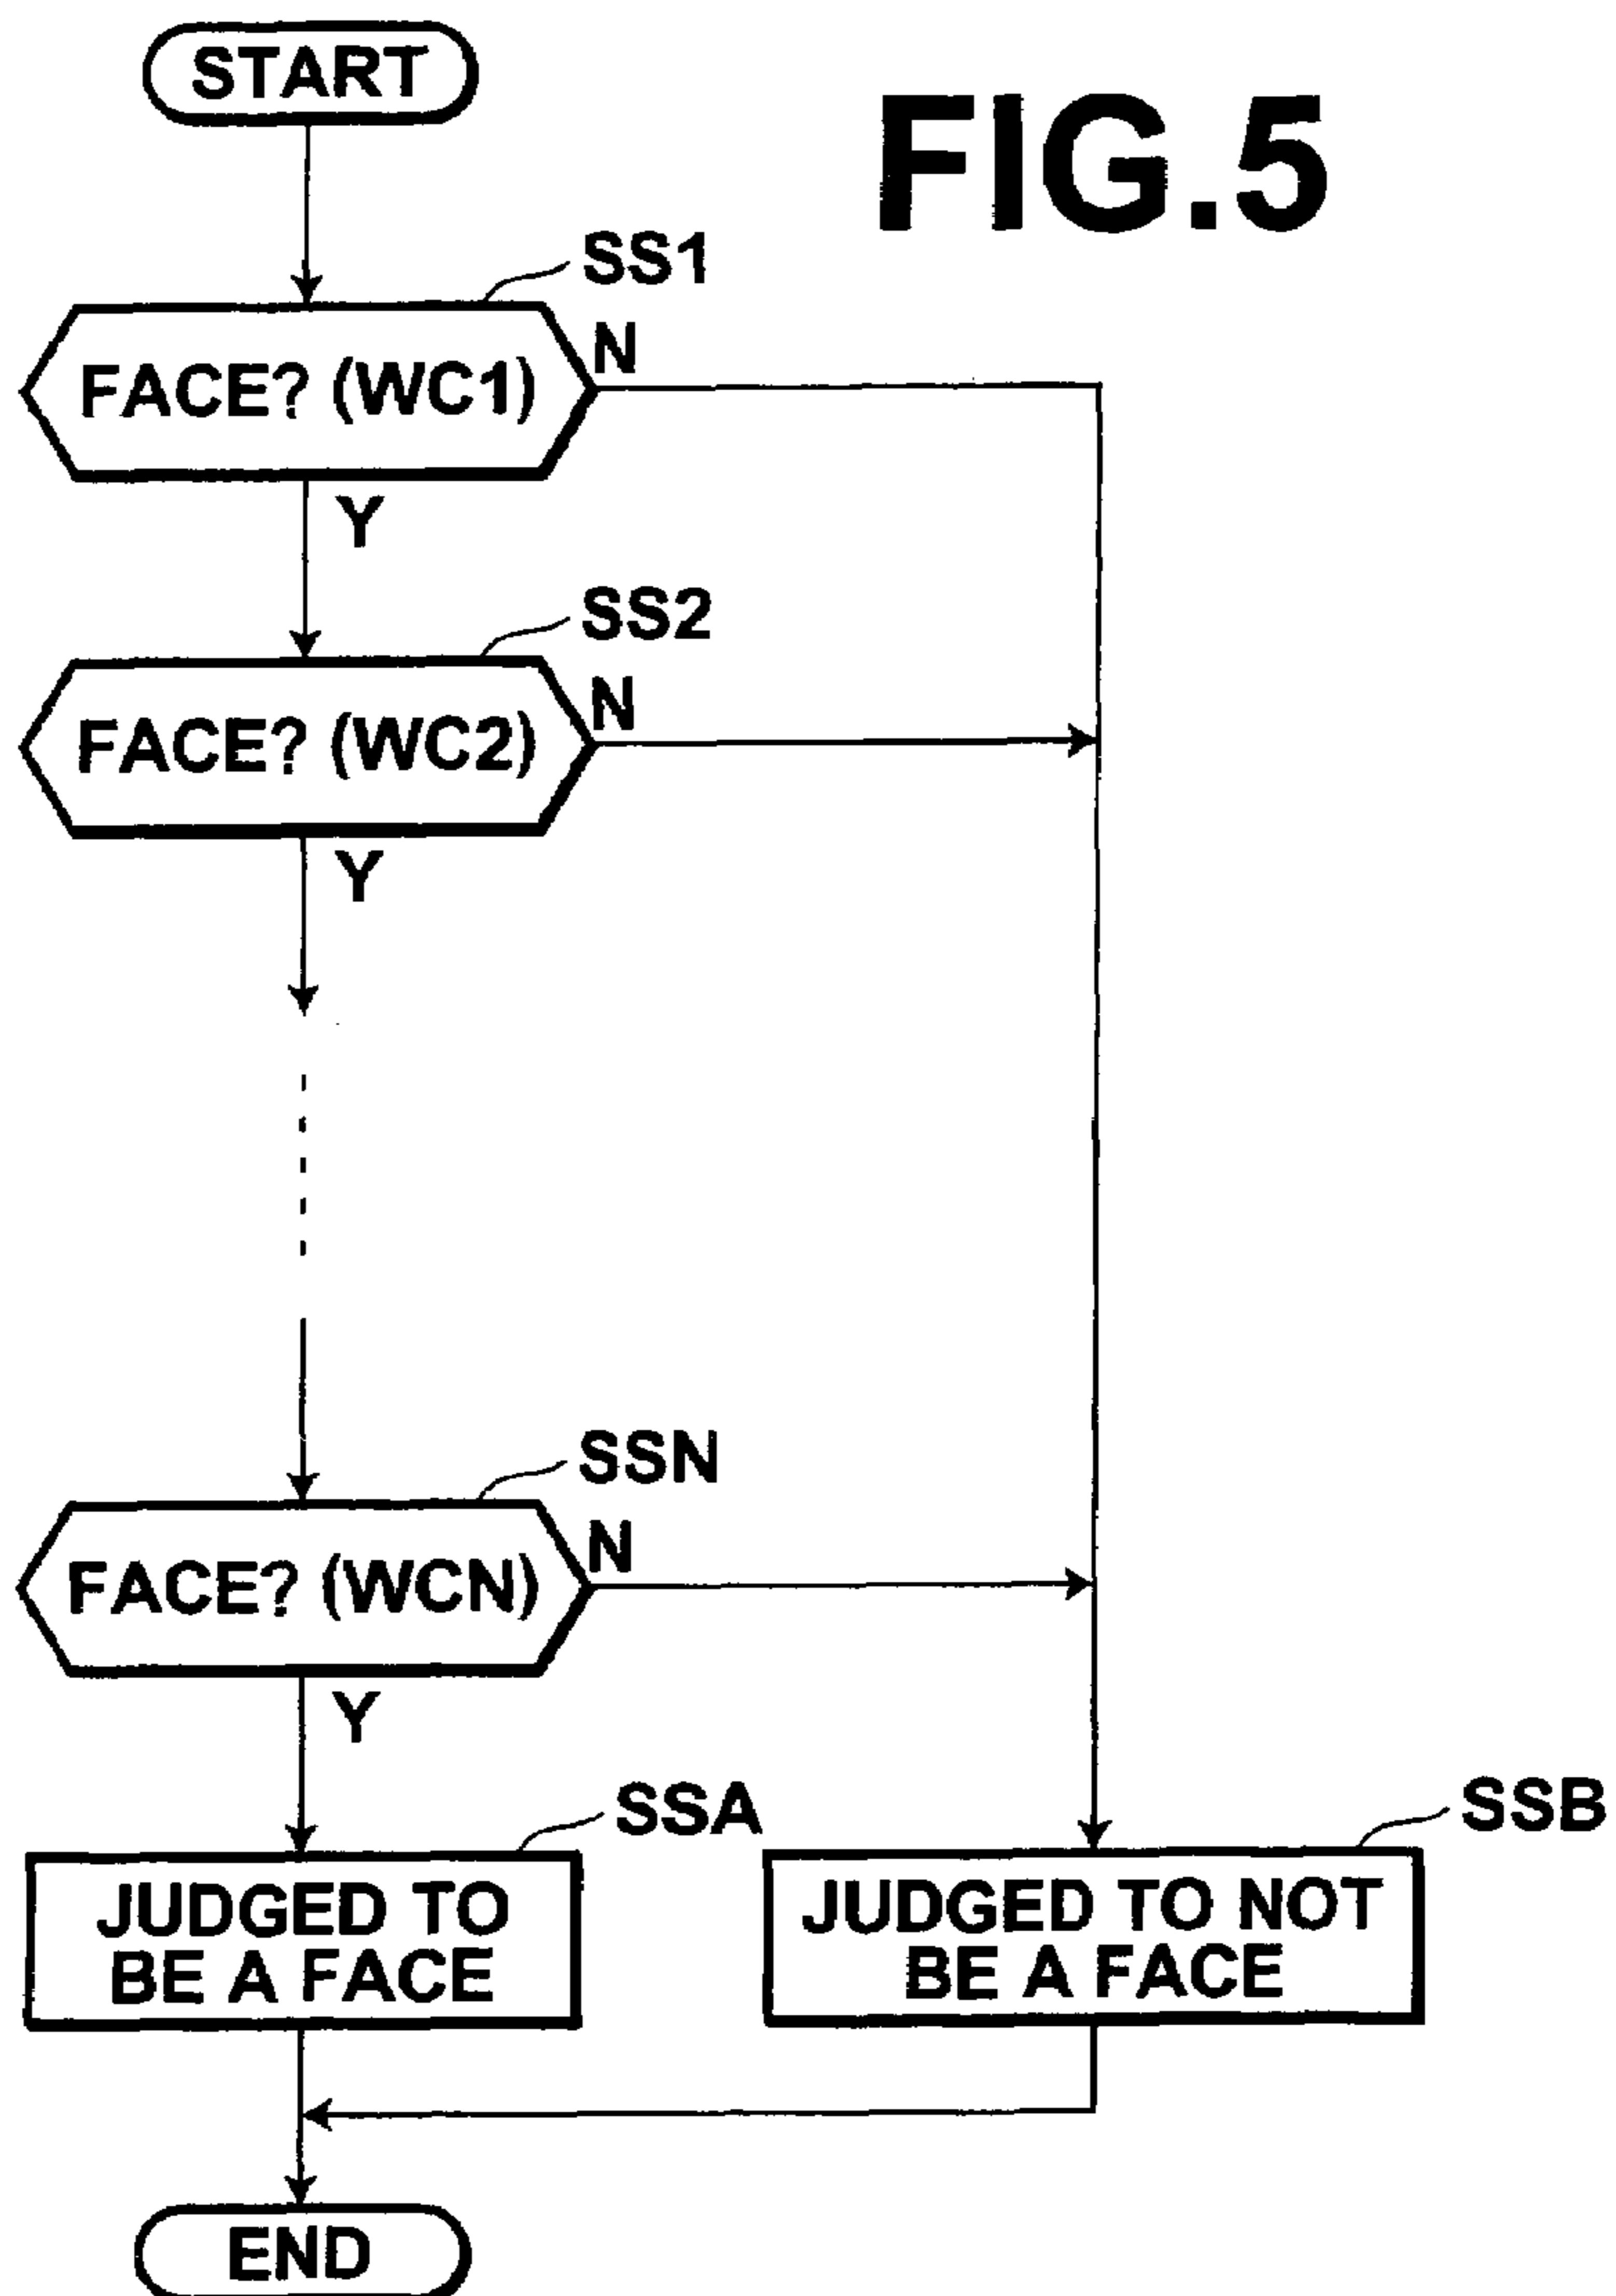 START
FIG.5
SS1
FACE? (WC1)
N
Y
SS2
FACE? (WC2)
N
Y
SSN
FACE? (WCN)
N
Y
SSA
JUDGED TO
BE A FACE
SSB
JUDGED TO NOT
BE A FACE
END